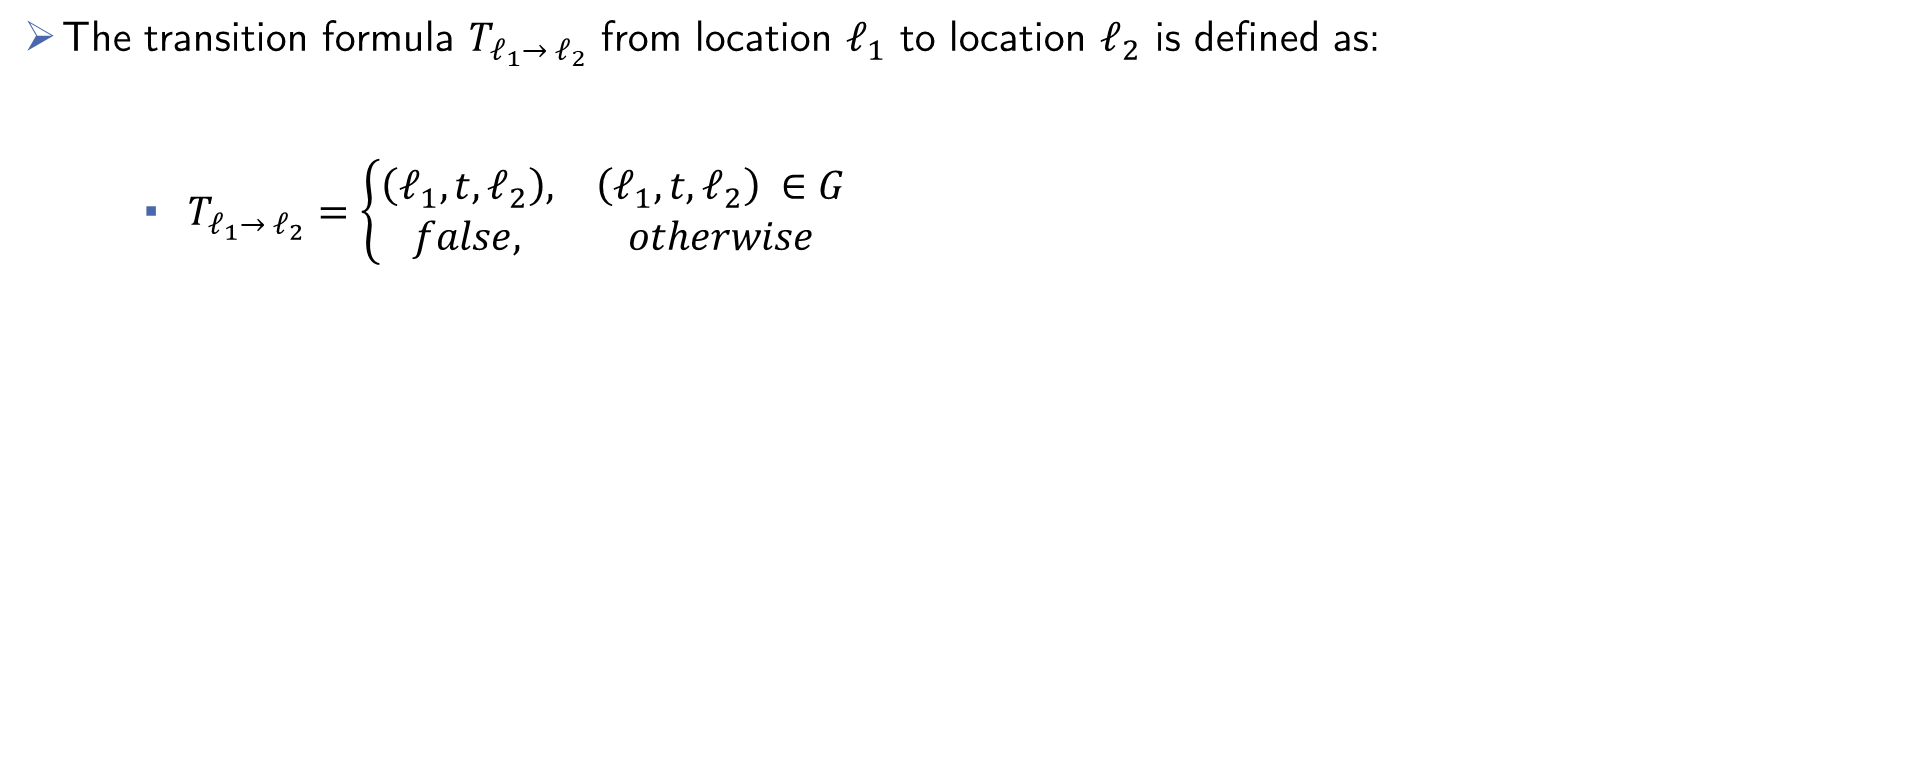 ➢ The transition formula T_{ℓ₁→ ℓ₂} from location ℓ₁ to location ℓ₂ is defined as:
▪ T_{ℓ₁→ ℓ₂} = { (ℓ₁, t, ℓ₂), (ℓ₁, t, ℓ₂) ∈ G
false, otherwise